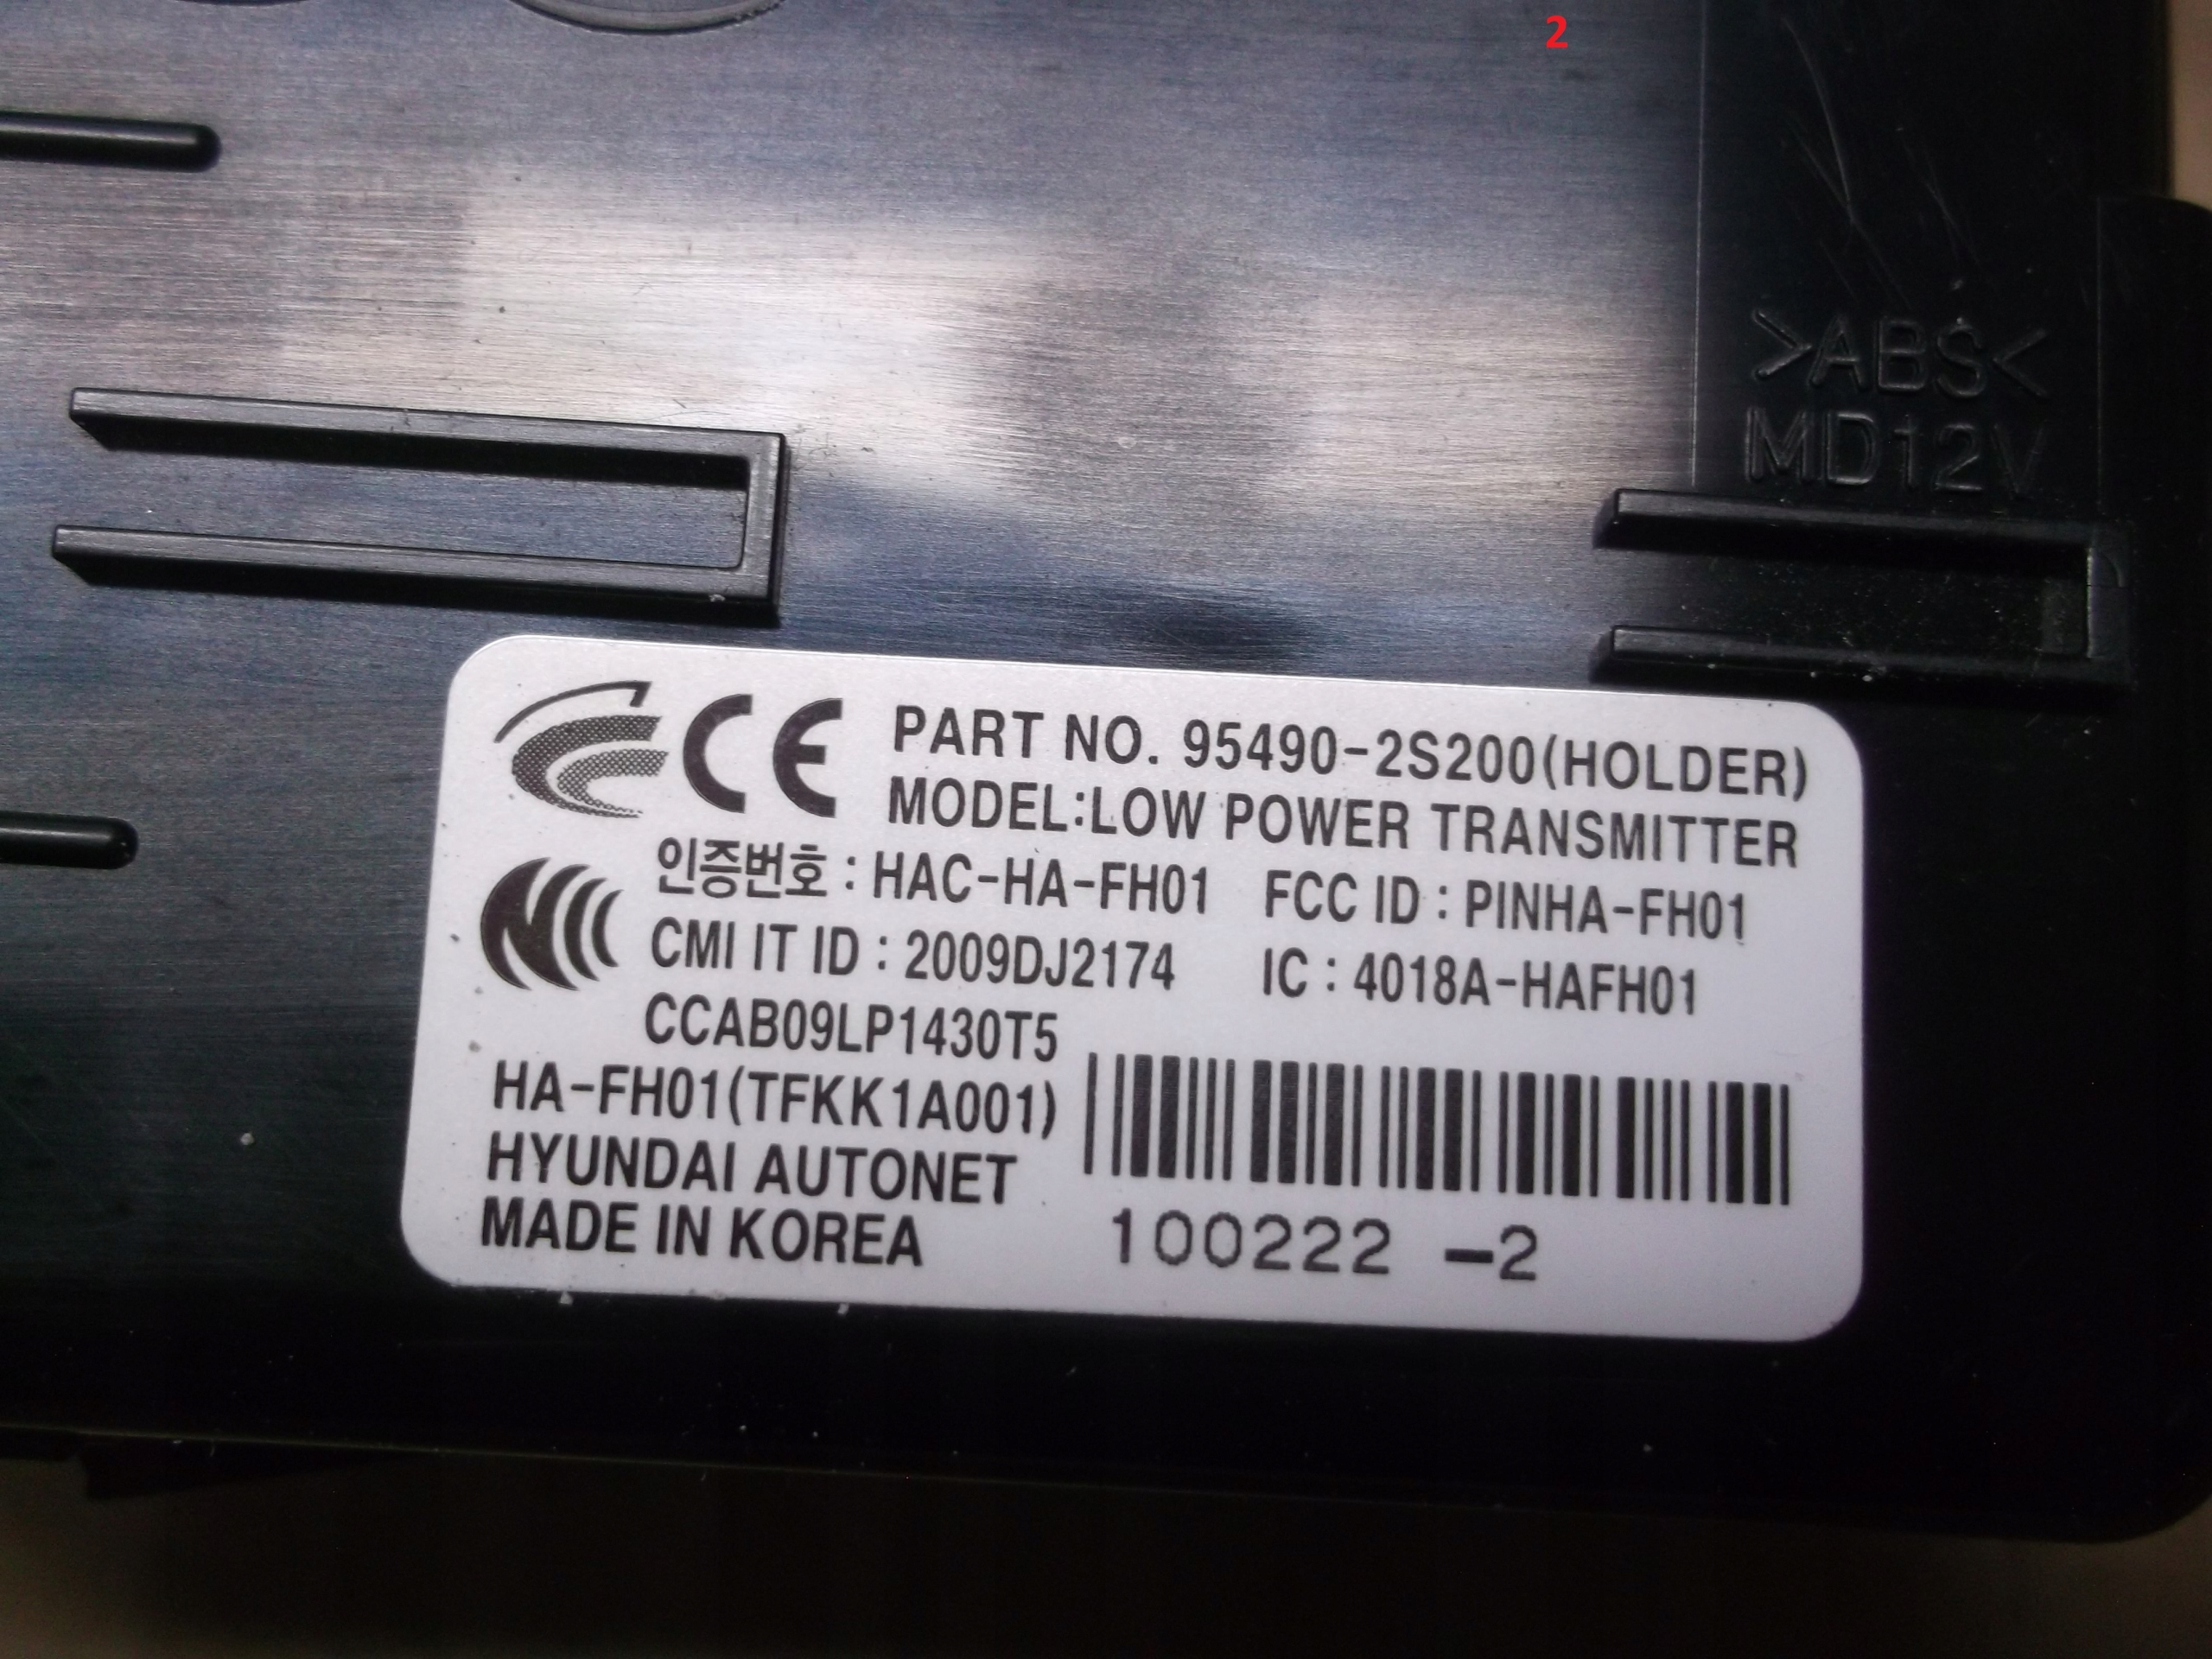 2
>ABS<
MD12V
CE
PART NO. 95490-2S200(HOLDER)
MODEL:LOW POWER TRANSMITTER
인증번호 : HAC-HA-FH01 FCC ID : PINHA-FH01
CMI IT ID : 2009DJ2174 IC : 4018A-HAFH01
CCAB09LP1430T5
HA-FH01(TFKK1A001)
HYUNDAI AUTONET
MADE IN KOREA
100222 -2